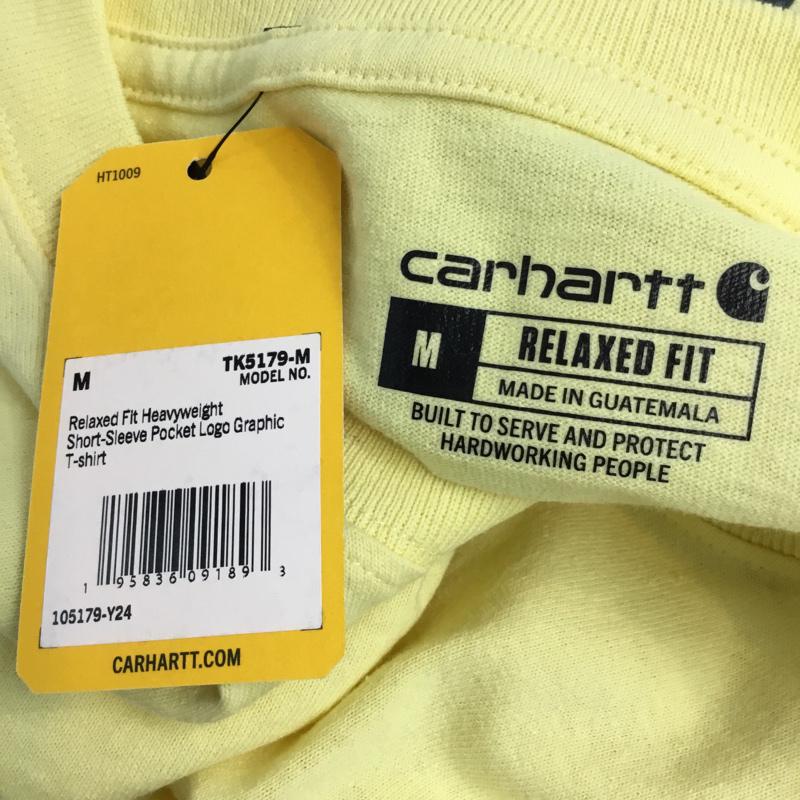 HT1009
M
TK5179-M
MODEL NO.
Relaxed Fit Heavyweight
Short-Sleeve Pocket Logo Graphic
T-shirt
1 95836 09189 3
105179-Y24
CARHARTT.COM
carhartt
M
RELAXED FIT
MADE IN GUATEMALA
BUILT TO SERVE AND PROTECT
HARDWORKING PEOPLE